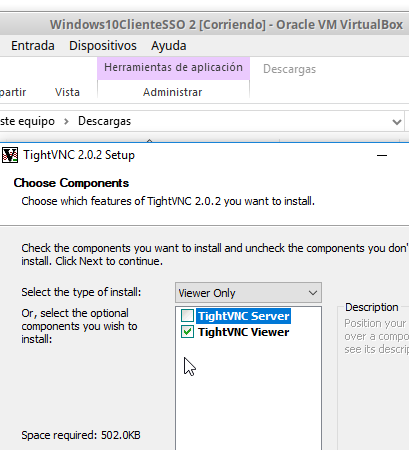 Windows10ClienteSSO 2 [Corriendo] - Oracle VM VirtualBox
Entrada Dispositivos Ayuda
Herramientas de aplicación Descargas
partir Vista Administrar
ste equipo > Descargas
TightVNC 2.0.2 Setup
Choose Components
Choose which features of TightVNC 2.0.2 you want to install.
Check the components you want to install and uncheck the components you don'
install. Click Next to continue.
Select the type of install: Viewer Only
Or, select the optional
components you wish to
install:
TightVNC Server
TightVNC Viewer
Description
Position your
over a compo
see its descrip
Space required: 502.0KB